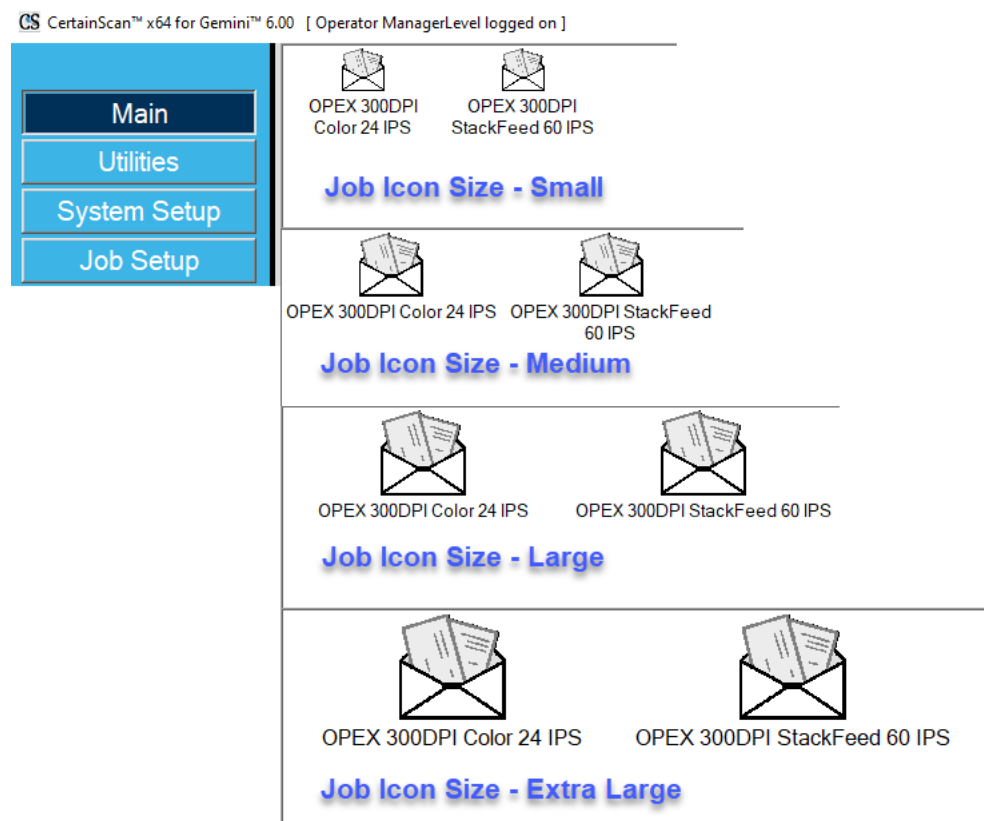 CS CertainScan™ x64 for Gemini™ 6.00 [ Operator ManagerLevel logged on ]
Main
Utilities
System Setup
Job Setup
OPEX 300DPI
Color 24 IPS
OPEX 300DPI
StackFeed 60 IPS
Job Icon Size - Small
OPEX 300DPI Color 24 IPS
OPEX 300DPI StackFeed
60 IPS
Job Icon Size - Medium
OPEX 300DPI Color 24 IPS
OPEX 300DPI StackFeed 60 IPS
Job Icon Size - Large
OPEX 300DPI Color 24 IPS
OPEX 300DPI StackFeed 60 IPS
Job Icon Size - Extra Large